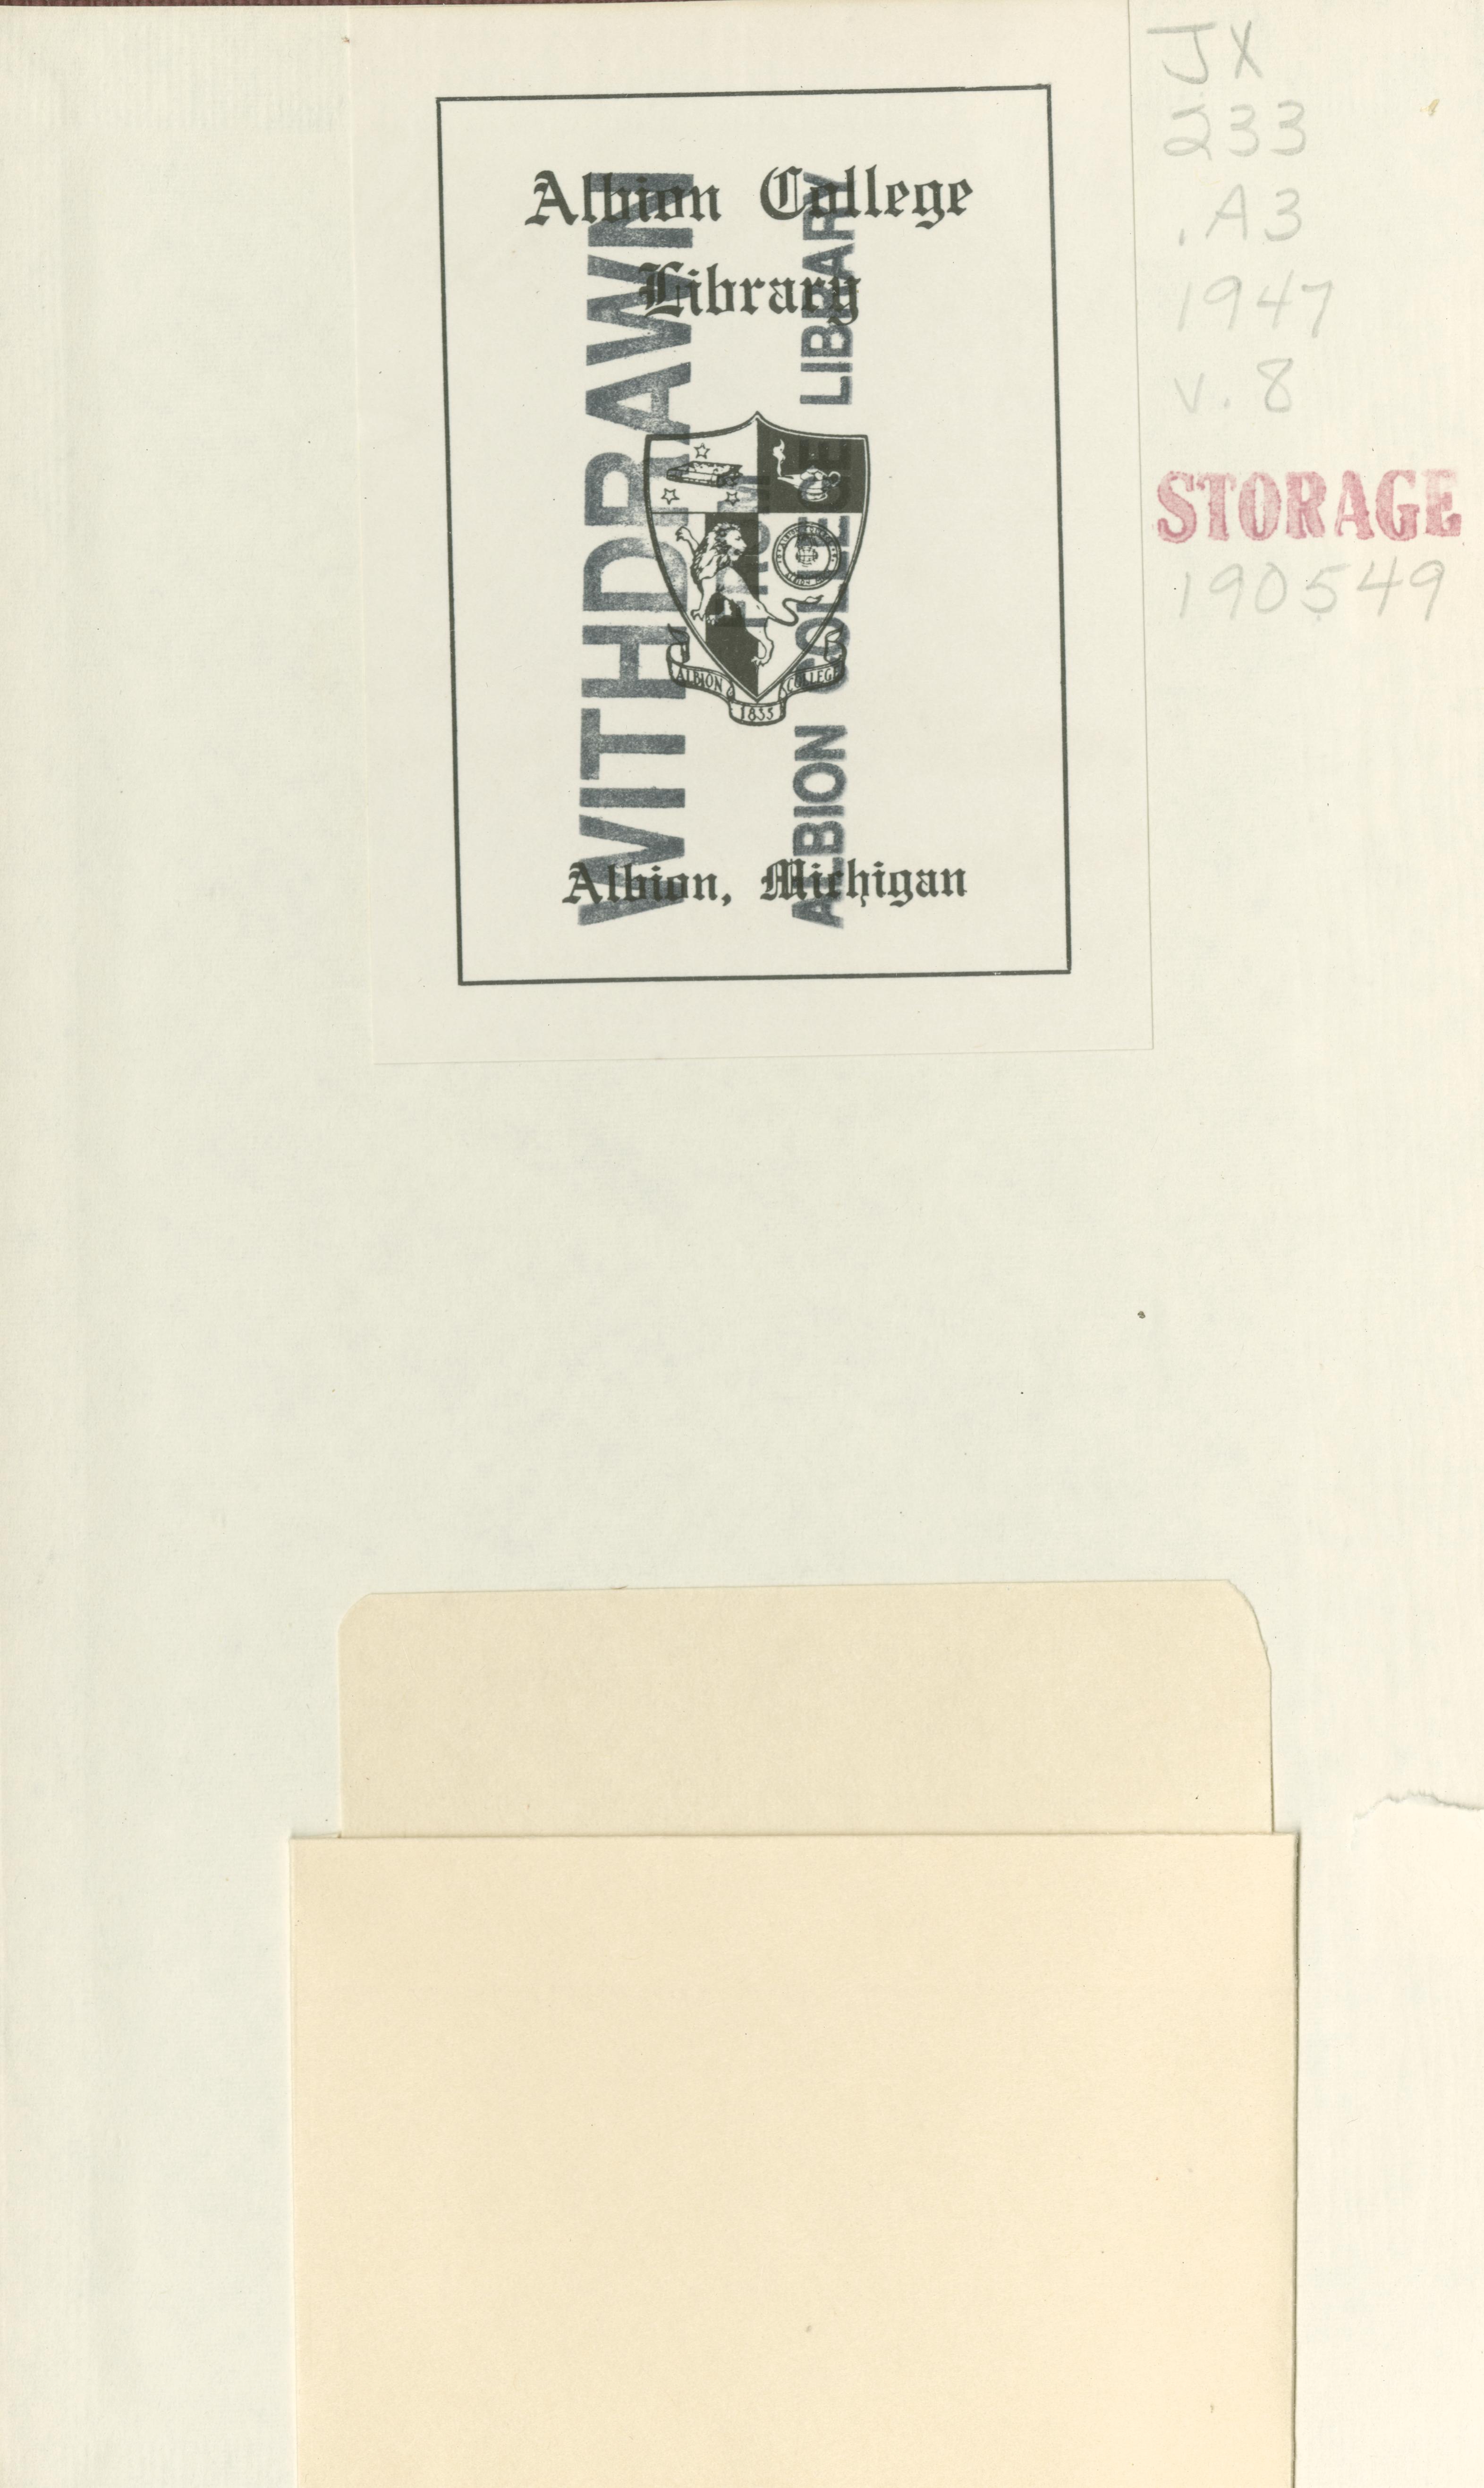 Albion College
Library
ALBION COLLEGE
1835
Albion, Michigan
WITHDRAWN
FROM
ALBION COLLEGE LIBRARY
JX
233
.A3
1947
v. 8
STORAGE
190549